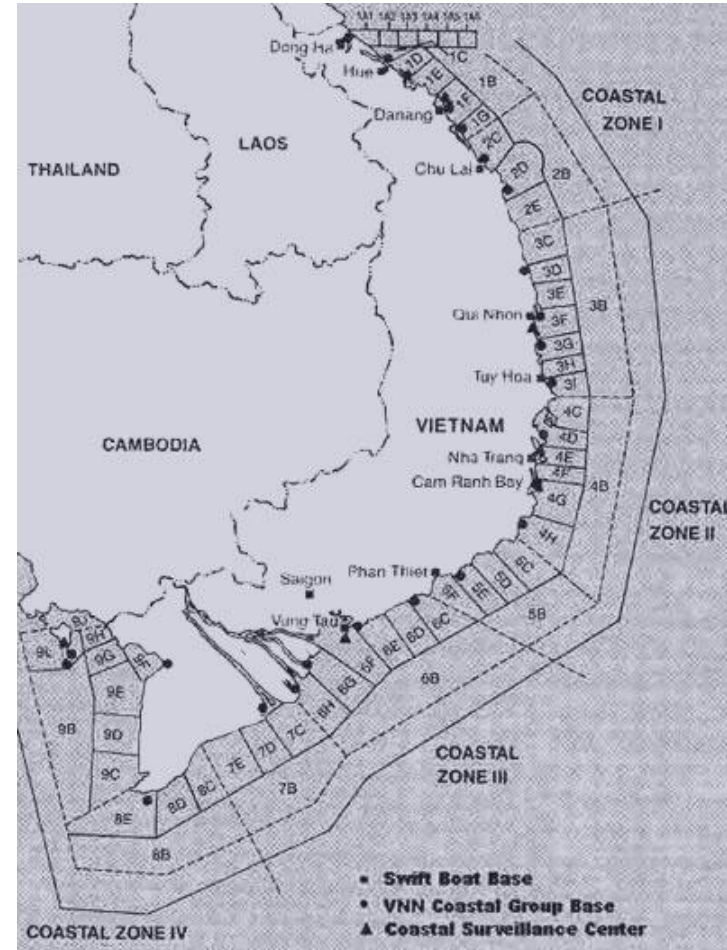 1A1 1A2 1A3 1A4 1A5 1A6
Dong Ha
1D
1C
Hue
1E
1B
COASTAL
ZONE I
1F
Danang
1G
LAOS
2C
THAILAND
Chu Lai
2D
2B
2E
3C
3D
3E
3B
Qui Nhon
3F
3G
3H
Tuy Hoa
3I
4C
VIETNAM
4D
CAMBODIA
Nha Trang
4E
4F
Cam Ranh Bay
4B
4G
COASTAL
ZONE II
4H
Phan Thiet
5C
Saigon
5D
5E
5B
Vung Tau
6C
6D
6E
9H
6F
9G
6B
6G
9E
6H
9B
7C
9D
7D
COASTAL
ZONE III
7E
9C
8C
7B
8D
8E
8B
Swift Boat Base
VNN Coastal Group Base
Coastal Surveillance Center
COASTAL ZONE IV